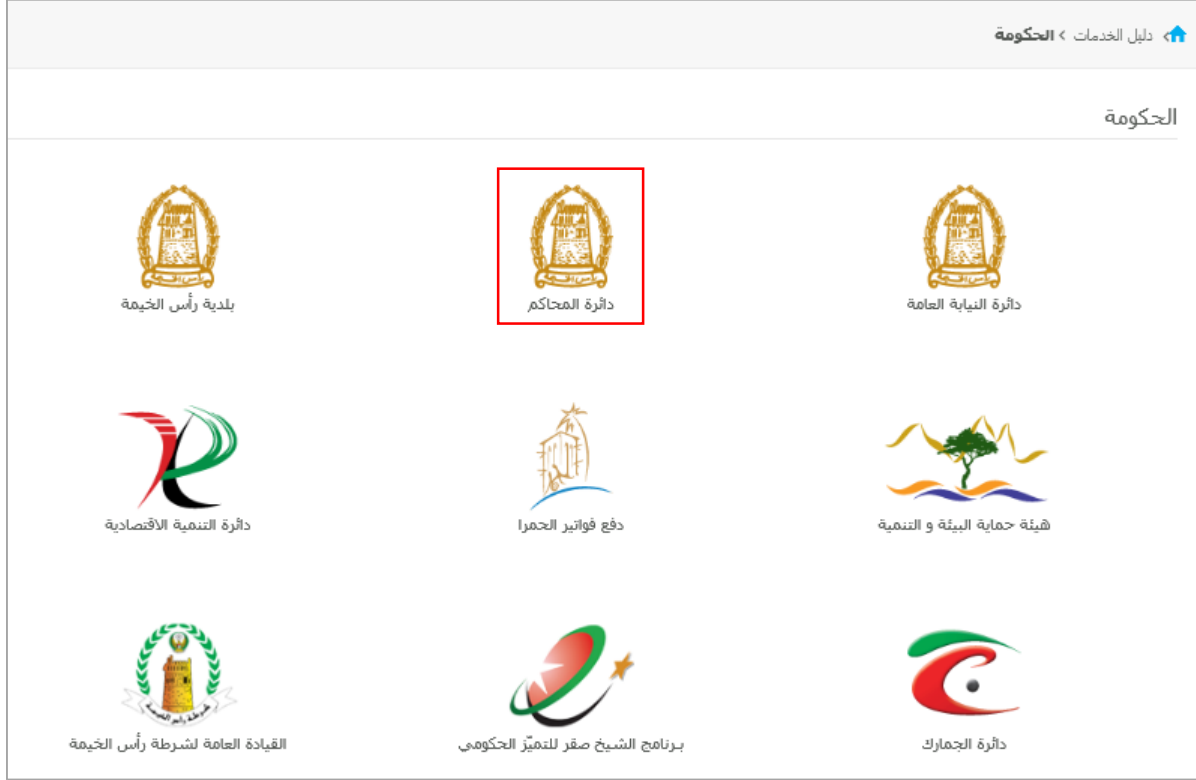 دليل الخدمات › الحكومة
الحكومة
دائرة النيابة العامة
دائرة المحاكم
بلدية رأس الخيمة
هيئة حماية البيئة و التنمية
دفع فواتير الحمرا
دائرة التنمية الاقتصادية
دائرة الجمارك
برنامج الشيخ صقر للتميّز الحكومي
القيادة العامة لشرطة رأس الخيمة